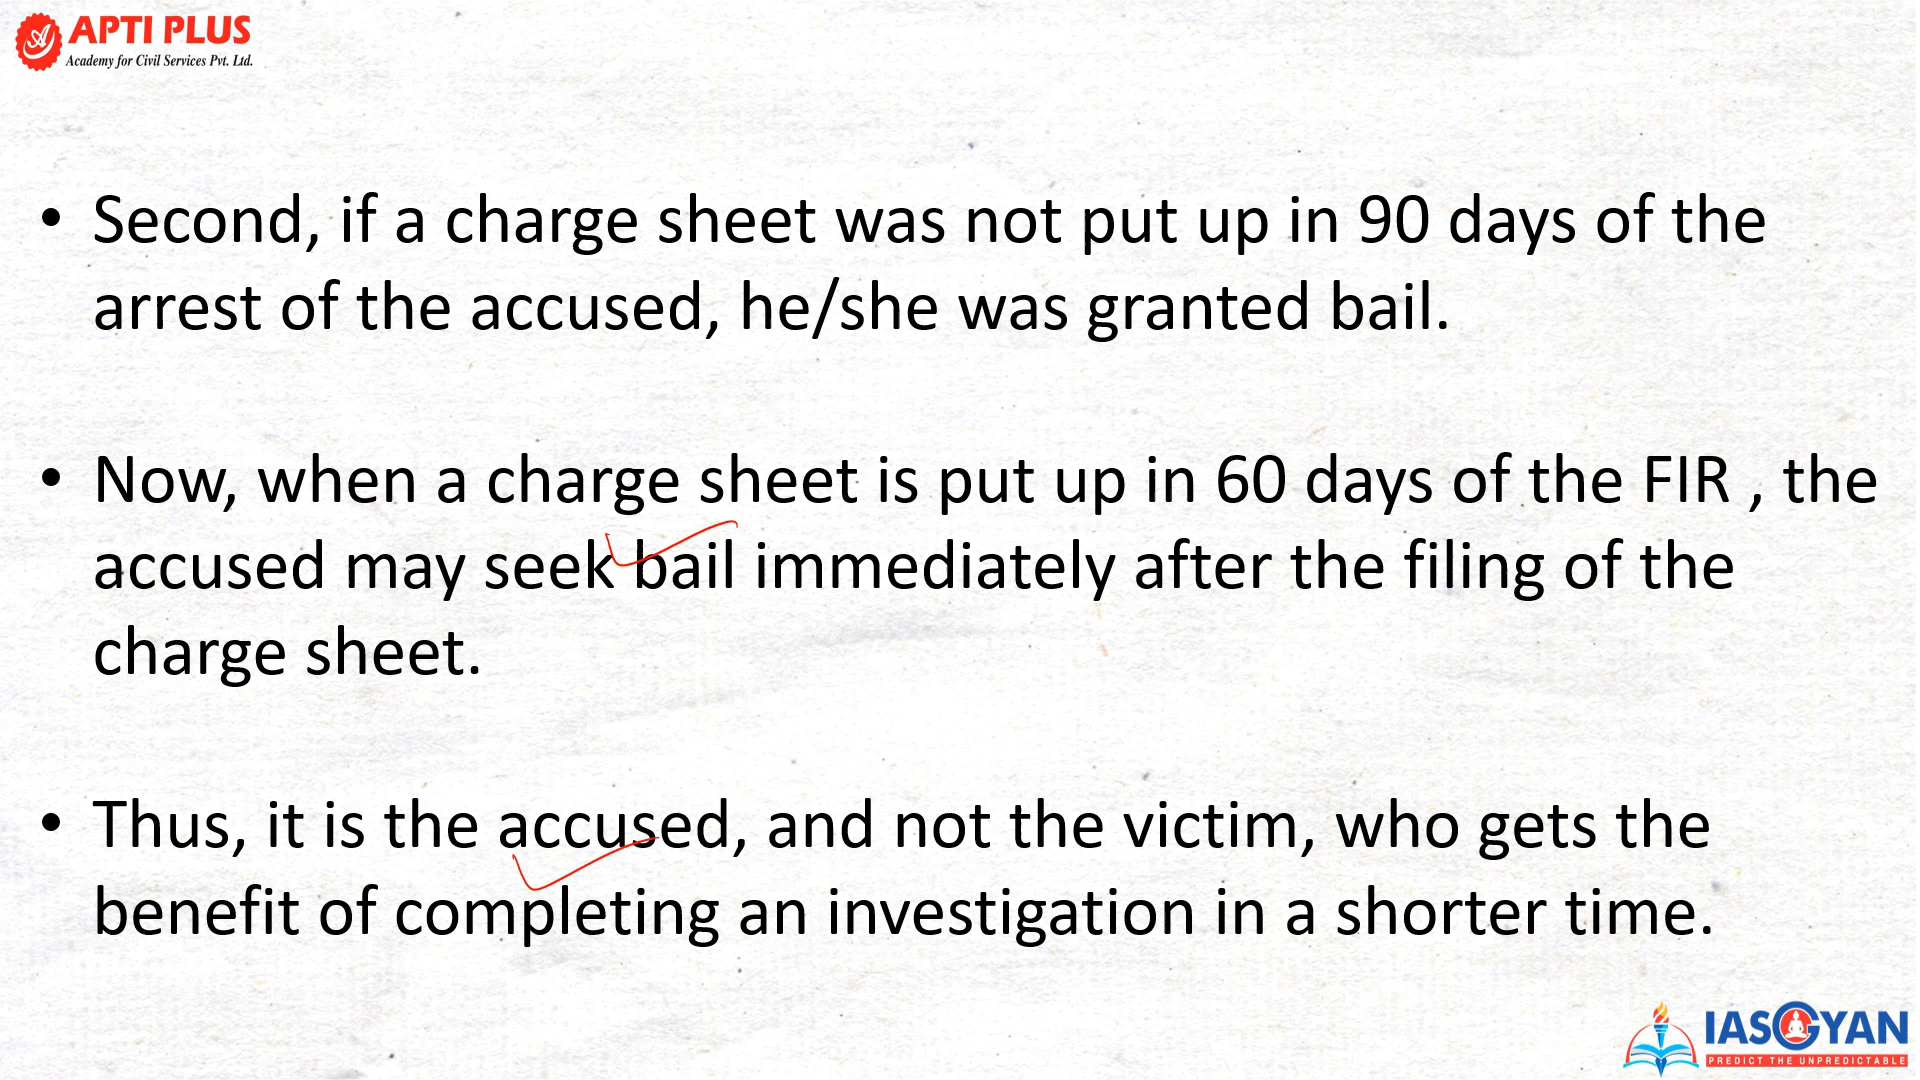 APTI PLUS
Academy for Civil Services Pvt. Ltd.
• Second, if a charge sheet was not put up in 90 days of the
arrest of the accused, he/she was granted bail.
• Now, when a charge sheet is put up in 60 days of the FIR , the
accused may seek bail immediately after the filing of the
charge sheet.
• Thus, it is the accused, and not the victim, who gets the
benefit of completing an investigation in a shorter time.
IASGYAN
PREDICT THE UNPREDICTABLE